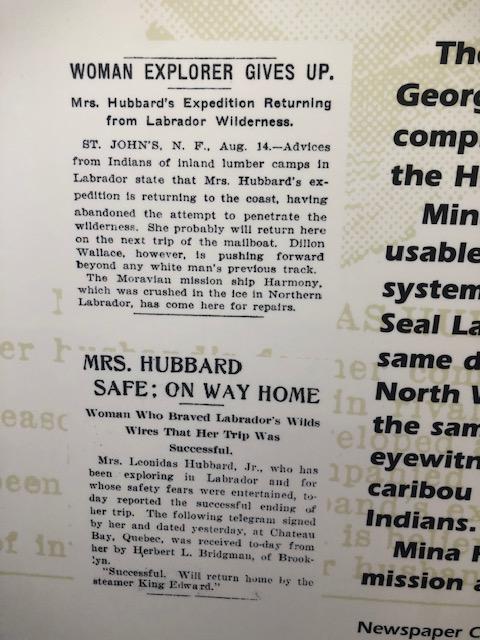 WOMAN EXPLORER GIVES UP.
Mrs. Hubbard's Expedition Returning
from Labrador Wilderness.
ST. JOHN'S, N. F., Aug. 14.—Advices
from Indians of inland lumber camps in
Labrador state that Mrs. Hubbard's ex-
pedition is returning to the coast, having
abandoned the attempt to penetrate the
wilderness. She probably will return here
on the next trip of the mailboat. Dillon
Wallace, however, is pushing forward
beyond any white man's previous track.
The Moravian mission ship Harmony,
which was crushed in the ice in Northern
Labrador, has come here for repairs.
MRS. HUBBARD
SAFE; ON WAY HOME
Woman Who Braved Labrador's Wilds
Wires That Her Trip Was
Successful.
Mrs. Leonidas Hubbard, Jr., who has
been exploring in Labrador and for
whose safety fears were entertained, to-
day reported the successful ending of
her trip. The following telegram signed
by her and dated yesterday, at Chateau
Bay, Quebec, was received to-day from
her by Herbert L. Bridgman, of Brook-
lyn.
"Successful. Will return home by the
steamer King Edward."
The
Georg
comp
the H
Min
usable
system
Seal La
same d
North W
the sam
eyewitn
caribou
Indians.
Mina H
mission a
Newspaper C